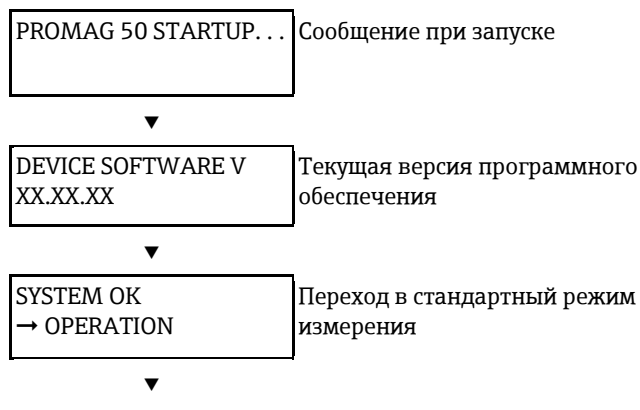 PROMAG 50 STARTUP. . . Сообщение при запуске
▼
DEVICE SOFTWARE V Текущая версия программного
XX.XX.XX обеспечения
▼
SYSTEM OK Переход в стандартный режим
→ OPERATION измерения
▼